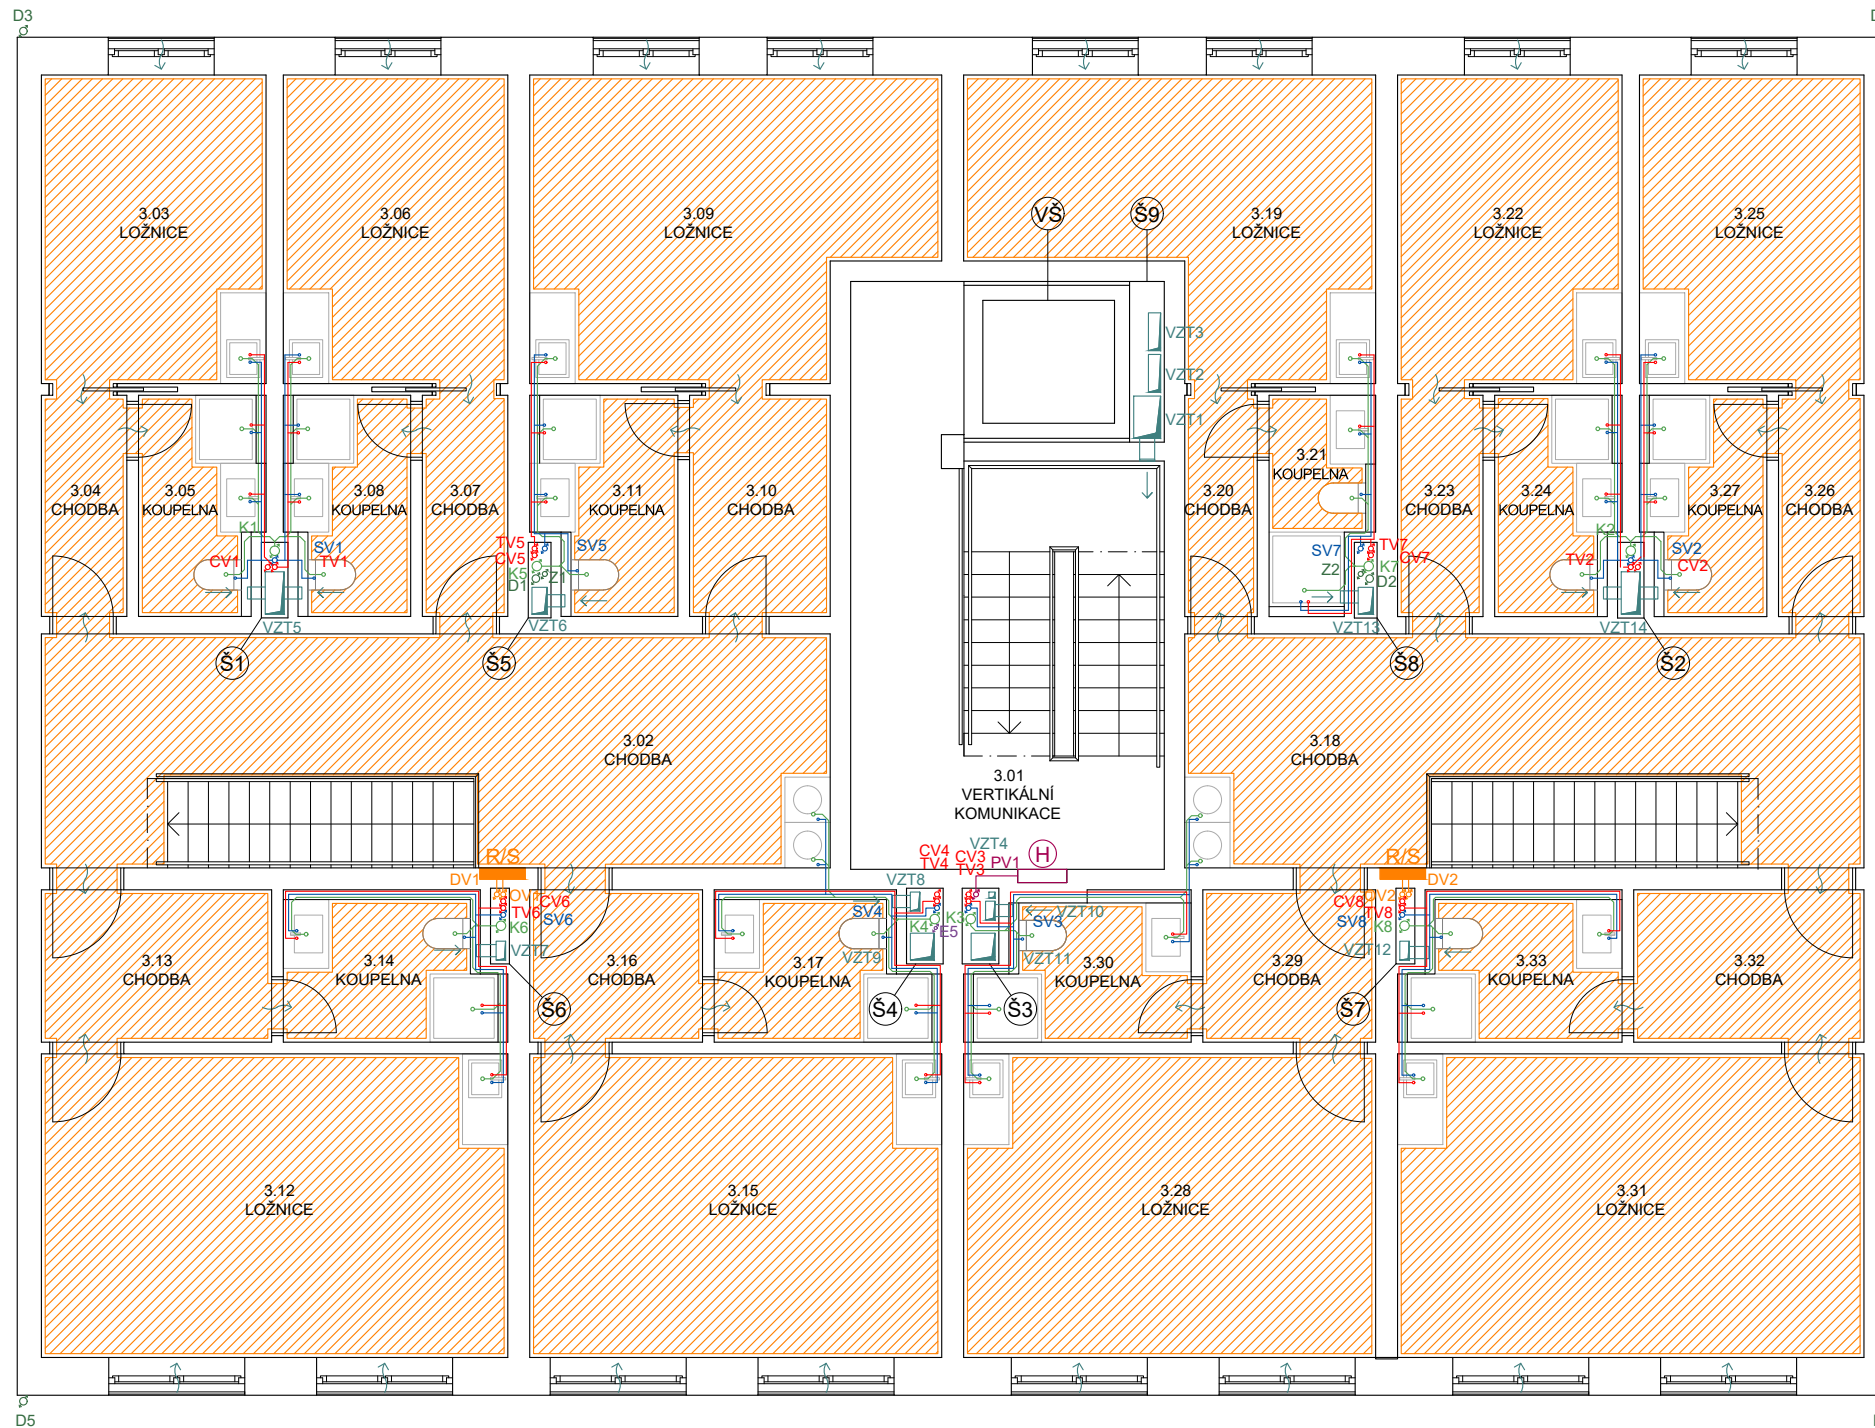 D3
D
3.03
LOŽNICE
3.06
LOŽNICE
3.09
LOŽNICE
VŠ
Š9
3.19
LOŽNICE
3.22
LOŽNICE
3.25
LOŽNICE
VZT3
VZT2
VZT1
3.04
CHODBA
3.05
KOUPELNA
3.08
KOUPELNA
3.07
CHODBA
3.11
KOUPELNA
3.10
CHODBA
3.20
CHODBA
3.21
KOUPELNA
3.23
CHODBA
3.24
KOUPELNA
3.27
KOUPELNA
3.26
CHODBA
K1
CV1
SV1
TV1
VZT5
TV5
CV5
K5
D1
Z1
SV5
VZT6
SV7
Z2
TV7
CV7
K7
D2
VZT13
K2
TV2
SV2
CV2
VZT14
Š1
Š5
Š8
Š2
3.02
CHODBA
3.18
CHODBA
3.01
VERTIKÁLNÍ
KOMUNIKACE
R/S
DV1
OV1
CV6
TV6
SV6
K6
VZT7
CV4
TV4
CV3
TV3
VZT4
PV1
H
VZT8
SV4
K4
E5
VZT9
K3
SV3
VZT10
VZT11
R/S
OV2
DV2
CV8
TV8
SV8
K8
VZT12
3.13
CHODBA
3.14
KOUPELNA
3.16
CHODBA
3.17
KOUPELNA
3.30
KOUPELNA
3.29
CHODBA
3.33
KOUPELNA
3.32
CHODBA
Š6
Š4
Š3
Š7
3.12
LOŽNICE
3.15
LOŽNICE
3.28
LOŽNICE
3.31
LOŽNICE
D5